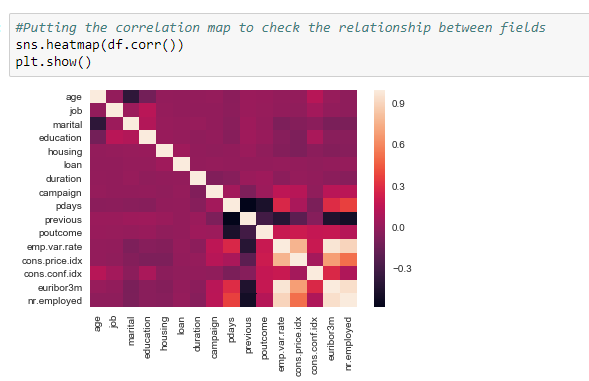 #Putting the correlation map to check the relationship between fields
sns.heatmap(df.corr())
plt.show()
age
job
marital
education
housing
loan
duration
campaign
pdays
previous
poutcome
emp.var.rate
cons.price.idx
cons.conf.idx
euribor3m
nr.employed
0.9
0.6
0.3
0.0
−0.3
age
job
marital
education
housing
loan
duration
campaign
pdays
previous
poutcome
emp.var.rate
cons.price.idx
cons.conf.idx
euribor3m
nr.employed